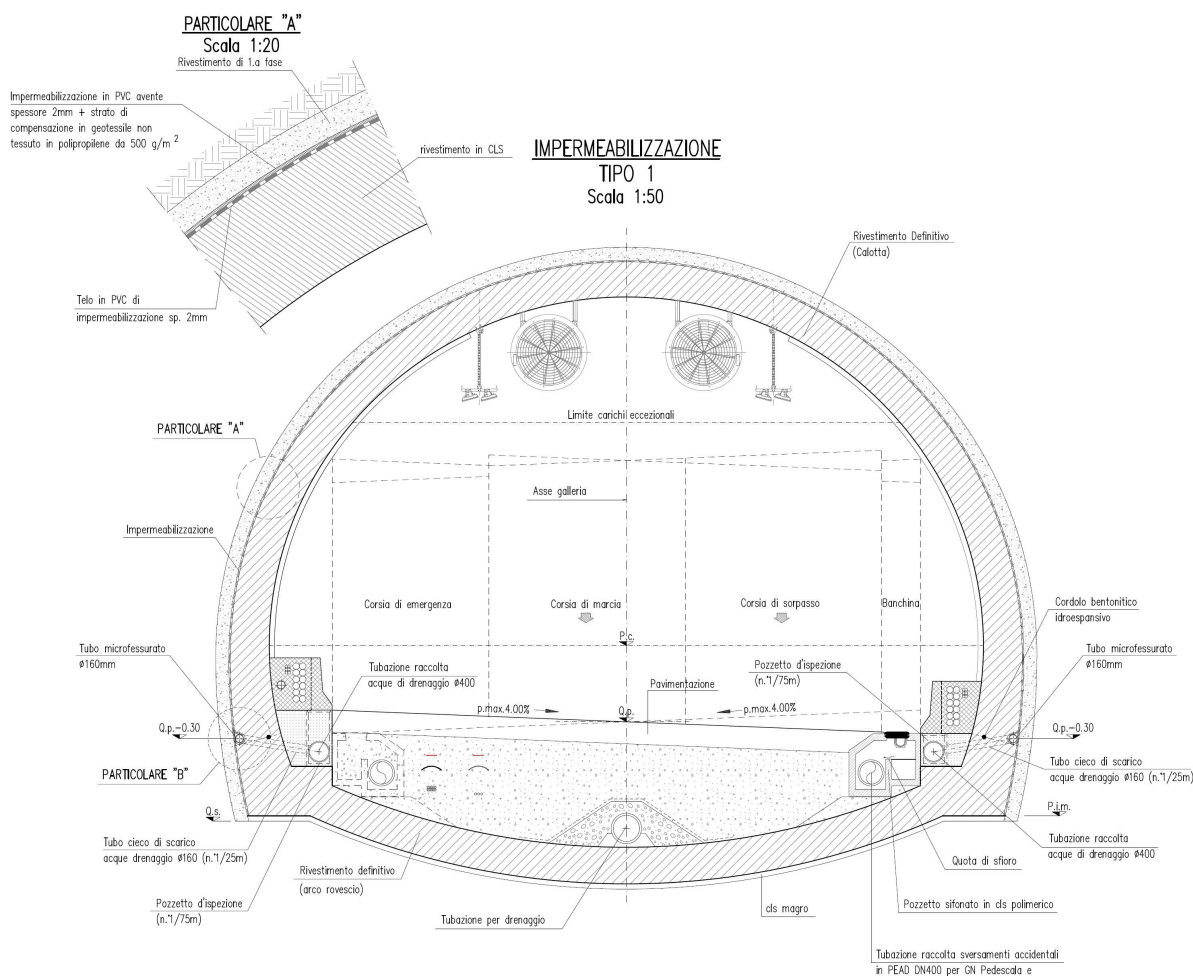 PARTICOLARE "A"
Scala 1:20
Rivestimento di 1.a fase
Impermeabilizzazione in PVC avente
spessore 2mm + strato di
compensazione in geotessile non
tessuto in polipropilene da 500 g/m²
rivestimento in CLS
Telo in PVC di
impermeabilizzazione sp. 2mm
IMPERMEABILIZZAZIONE
TIPO 1
Scala 1:50
Rivestimento Definitivo
(Calotta)
Limite carichi eccezionali
PARTICOLARE "A"
Asse galleria
Impermeabilizzazione
Corsia di emergenza
Corsia di marcia
Corsia di sorpasso
Banchina
Cordolo bentonitico
idroespansivo
P.c.
Tubo microfessurato
ø160mm
Tubazione raccolta
acque di drenaggio ø400
Pozzetto d'ispezione
(n.°1/75m)
Tubo microfessurato
ø160mm
Pavimentazione
p.max.4.00%
Q.p.
p.max.4.00%
Q.p.-0.30
Q.p.-0.30
PARTICOLARE "B"
Tubo cieco di scarico
acque drenaggio ø160 (n.°1/25m)
Q.s.
P.i.m.
Tubo cieco di scarico
acque drenaggio ø160 (n.°1/25m)
Tubazione raccolta
acque di drenaggio ø400
Rivestimento definitivo
(arco rovescio)
Quota di sfioro
Pozzetto d'ispezione
(n.°1/75m)
Tubazione per drenaggio
cls magro
Pozzetto sifonato in cls polimerico
Tubazione raccolta sversamenti accidentali
in PEAD DN400 per GN Pedescala e